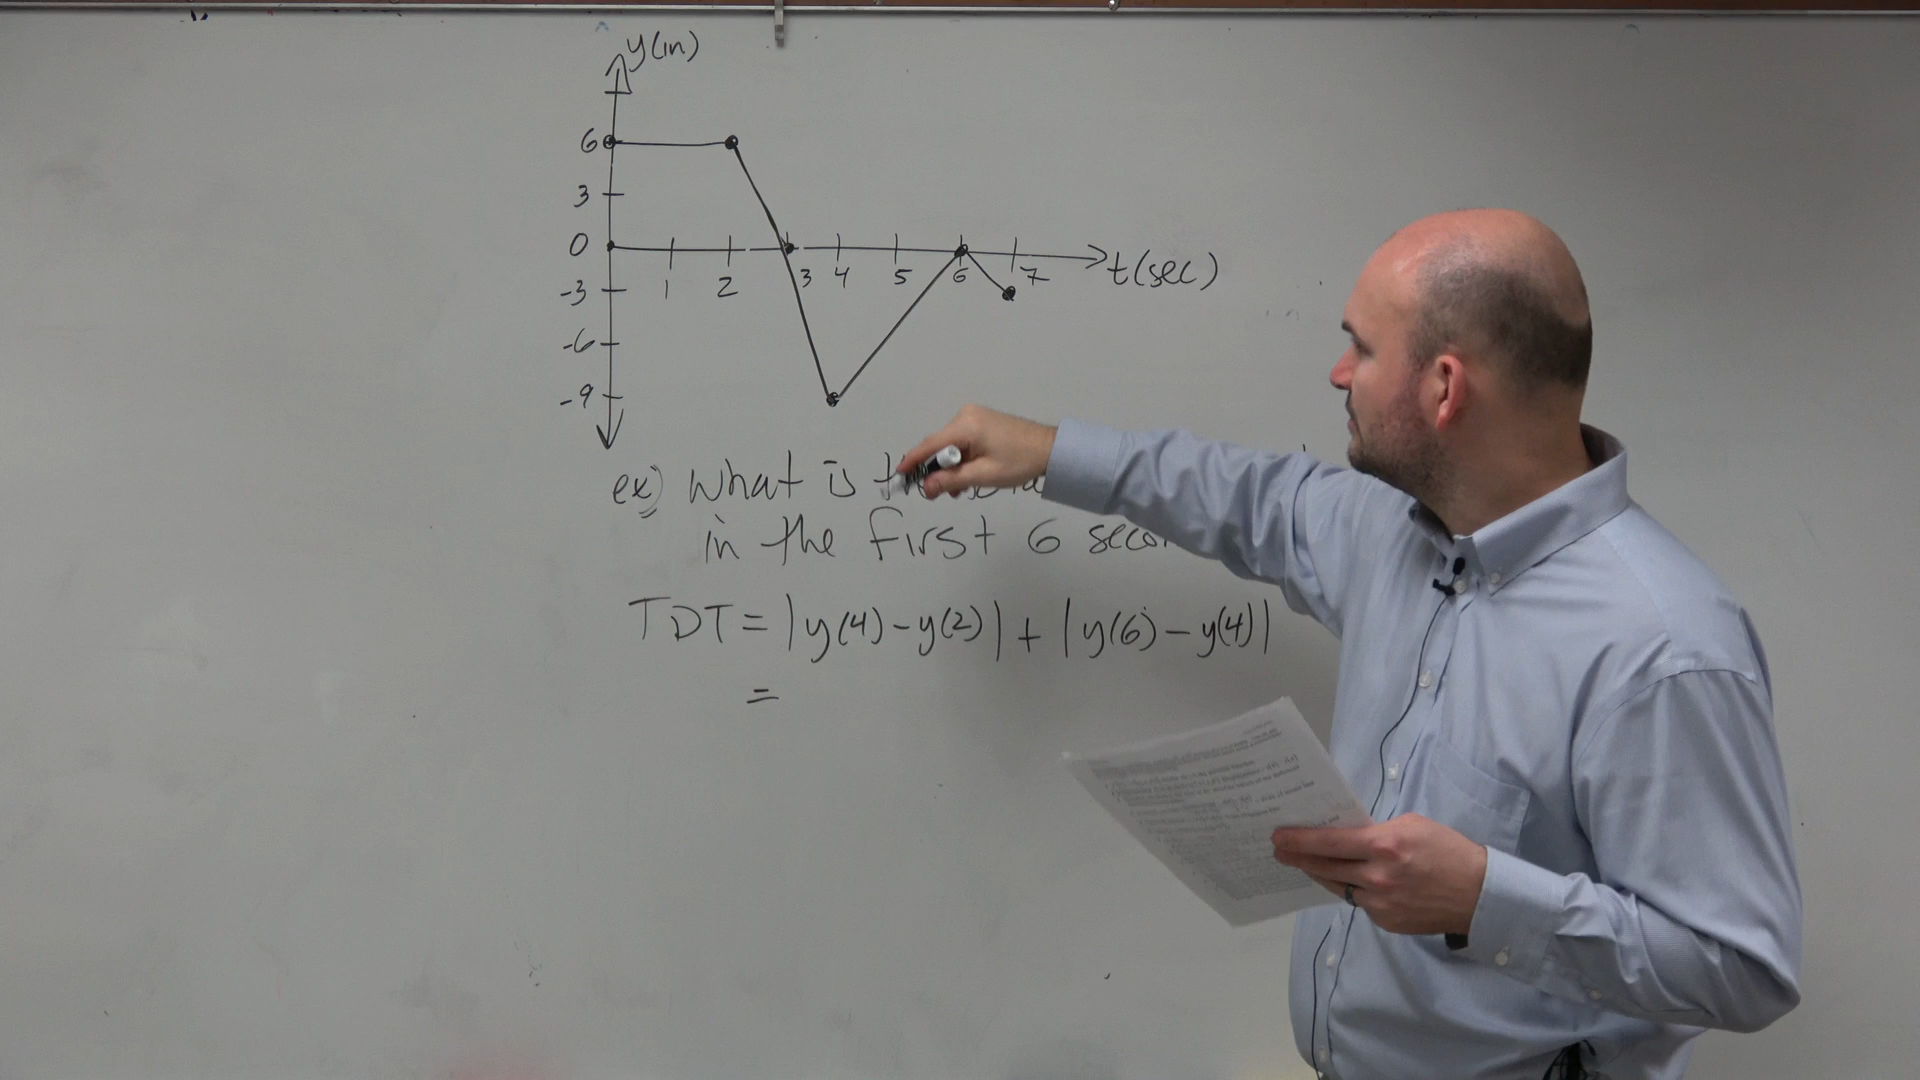 y(in)
6
3
0
-3
-6
-9
1 2 3 4 5 6 7
t(sec)
ex) What is
in the first 6
TDT = |y(4) - y(2)| + |y(6) - y(4)|
=